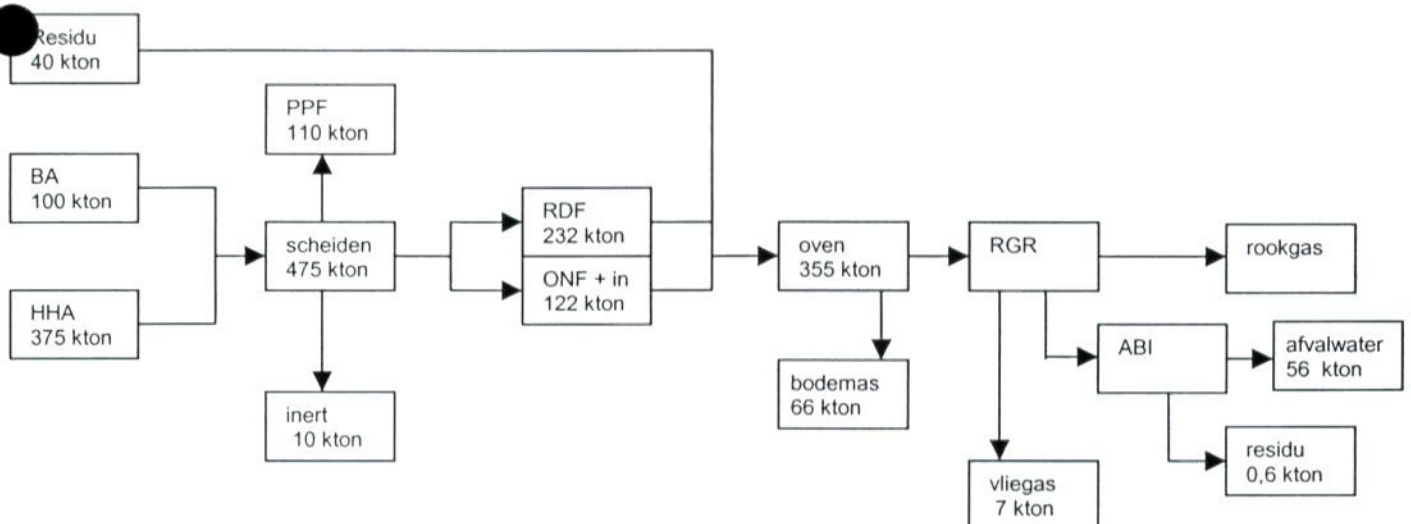 Residu
40 kton
PPF
110 kton
BA
100 kton
HHA
375 kton
scheiden
475 kton
inert
10 kton
RDF
232 kton
ONF + in
122 kton
oven
355 kton
bodemas
66 kton
RGR
vliegas
7 kton
rookgas
ABI
afvalwater
56 kton
residu
0,6 kton